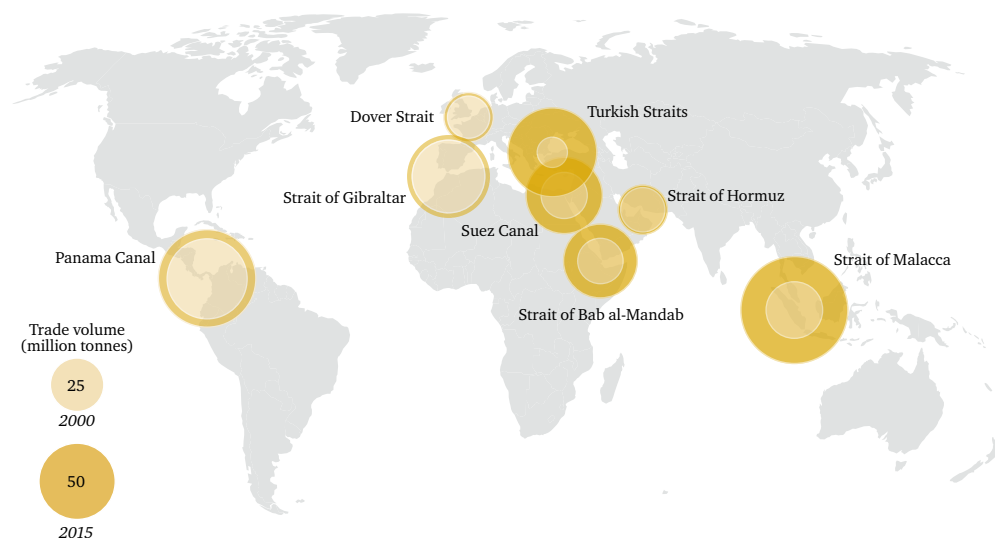 Dover Strait
Turkish Straits
Strait of Gibraltar
Strait of Hormuz
Suez Canal
Panama Canal
Strait of Malacca
Strait of Bab al-Mandab
Trade volume
(million tonnes)
25
2000
50
2015